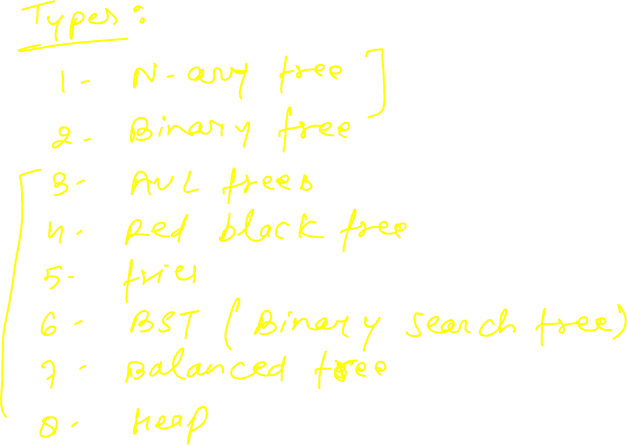 Types:
1- N-ary tree
2- Binary tree
3- AVL trees
4- Red black tree
5- tries
6- BST (Binary search tree)
7- Balanced tree
8- Heap